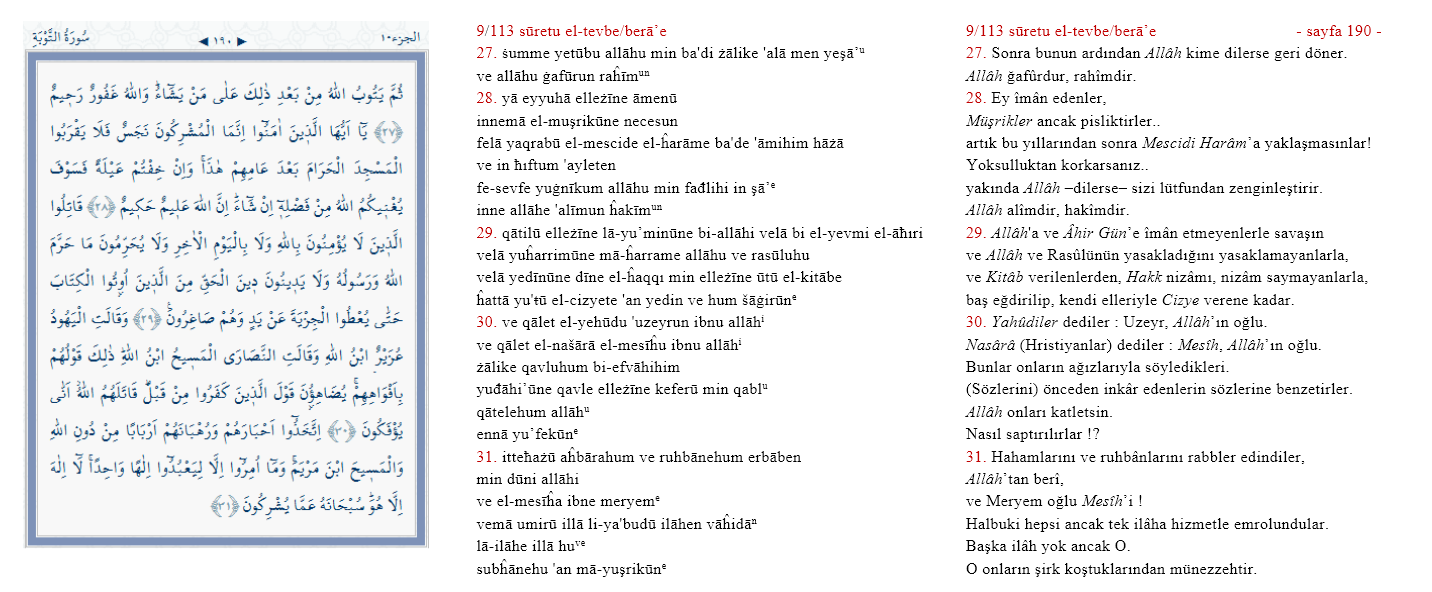 الجزء ١٠
◄ ١٩٠ ►
سُورَةُ التَّوْبَةِ
ثُمَّ يَتُوبُ اللّٰهُ مِنْ بَعْدِ ذٰلِكَ عَلٰى مَنْ يَشَٓاءُۜ وَاللّٰهُ غَفُورٌ رَح۪يمٌ
﴿٢٧﴾ يَٓا اَيُّهَا الَّذ۪ينَ اٰمَنُٓوا اِنَّمَا الْمُشْرِكُونَ نَجَسٌ فَلَا يَقْرَبُوا
الْمَسْجِدَ الْحَرَامَ بَعْدَ عَامِهِمْ هٰذَاۚ وَاِنْ خِفْتُمْ عَيْلَةً فَسَوْفَ
يُغْن۪يكُمُ اللّٰهُ مِنْ فَضْلِه۪ٓ اِنْ شَٓاءَۜ اِنَّ اللّٰهَ عَل۪يمٌ حَك۪يمٌ ﴿٢٨﴾ قَاتِلُوا
الَّذ۪ينَ لَا يُؤْمِنُونَ بِاللّٰهِ وَلَا بِالْيَوْمِ الْاٰخِرِ وَلَا يُحَرِّمُونَ مَا حَرَّمَ
اللّٰهُ وَرَسُولُهُ وَلَا يَد۪ينُونَ د۪ينَ الْحَقِّ مِنَ الَّذ۪ينَ اُو۫تُوا الْكِتَابَ
حَتّٰى يُعْطُوا الْجِزْيَةَ عَنْ يَدٍ وَهُمْ صَاغِرُونَ۟ ﴿٢٩﴾ وَقَالَتِ الْيَهُودُ
عُزَيْرٌۨ ابْنُ اللّٰهِ وَقَالَتِ النَّصَارَى الْمَس۪يحُ ابْنُ اللّٰهِۜ ذٰلِكَ قَوْلُهُمْ
بِاَفْوَاهِهِمْۚ يُضَاهِؤُ۫نَ قَوْلَ الَّذ۪ينَ كَفَرُوا مِنْ قَبْلُۜ قَاتَلَهُمُ اللّٰهُۘ اَنّٰى
يُؤْفَكُونَ ﴿٣٠﴾ اِتَّخَذُٓوا اَحْبَارَهُمْ وَرُهْبَانَهُمْ اَرْبَابًا مِنْ دُونِ اللّٰهِ
وَالْمَس۪يحَ ابْنَ مَرْيَمَۚ وَمَٓا اُمِرُٓوا اِلَّا لِيَعْبُدُٓوا اِلٰهًا وَاحِدًاۚ لَٓا اِلٰهَ
اِلَّا هُوَۜ سُبْحَانَهُ عَمَّا يُشْرِكُونَ ﴿٣١﴾
9/113 sūretu el-tevbe/berā’e
27. ŝumme yetūbu allāhu min ba'di żālike 'alā men yeşā’ᵘ
ve allāhu ġafūrun raĥīmᵘⁿ
28. yā eyyuhā elleżīne āmenū
innemā el-muşrikūne necesun
felā yaqrabū el-mescide el-ĥarāme ba'de 'āmihim hāżā
ve in ħıftum 'ayleten
fe-sevfe yuġnīkum allāhu min fađlihi in şā’ᵉ
inne allāhe 'alīmun ĥakīmᵘⁿ
29. qātilū elleżīne lā-yu’minūne bi-allāhi velā bi el-yevmi el-āħıri
velā yuĥarrimūne mā-ĥarrame allāhu ve rasūluhu
velā yedīnūne dīne el-ĥaqqı min elleżīne ūtū el-kitābe
ĥattā yu'ŧū el-cizyete 'an yedin ve hum šāġirūnᵉ
30. ve qālet el-yehūdu 'uzeyrun ibnu allāhⁱ
ve qālet el-našārā el-mesīĥu ibnu allāhⁱ
żālike qavluhum bi-efvāhihim
yuđāhi’ūne qavle elleżīne keferū min qablᵘ
qātelehum allāhᵘ
ennā yu’fekūnᵉ
31. itteħażū aĥbārahum ve ruhbānehum erbāben
min dūni allāhi
ve el-mesīĥa ibne meryemᵉ
vemā umirū illā li-ya'budū ilāhen vāĥidāⁿ
lā-ilāhe illā huᵛᵉ
subĥānehu 'an mā-yuşrikūnᵉ
9/113 sūretu el-tevbe/berā’e - sayfa 190 -
27. Sonra bunun ardından Allâh kime dilerse geri döner.
Allâh ğafûrdur, rahîmdir.
28. Ey îmân edenler,
Müşrikler ancak pisliktirler..
artık bu yıllarından sonra Mescidi Harâm’a yaklaşmasınlar!
Yoksulluktan korkarsanız..
yakında Allâh –dilerse– sizi lütfundan zenginleştirir.
Allâh alîmdir, hakîmdir.
29. Allâh'a ve Âhir Gün’e îmân etmeyenlerle savaşın
ve Allâh ve Rasûlünün yasakladığını yasaklamayanlarla,
ve Kitâb verilenlerden, Hakk nizâmı, nizâm saymayanlarla,
baş eğdirilip, kendi elleriyle Cizye verene kadar.
30. Yahûdiler dediler : Uzeyr, Allâh’ın oğlu.
Nasârâ (Hristiyanlar) dediler : Mesîh, Allâh’ın oğlu.
Bunlar onların ağızlarıyla söyledikleri.
(Sözlerini) önceden inkâr edenlerin sözlerine benzetirler.
Allâh onları katletsin.
Nasıl saptırılırlar !?
31. Hahamlarını ve ruhbânlarını rabbler edindiler,
Allâh’tan berî,
ve Meryem oğlu Mesîh’i !
Halbuki hepsi ancak tek ilâha hizmetle emrolundular.
Başka ilâh yok ancak O.
O onların şirk koştuklarından münezzehtir.